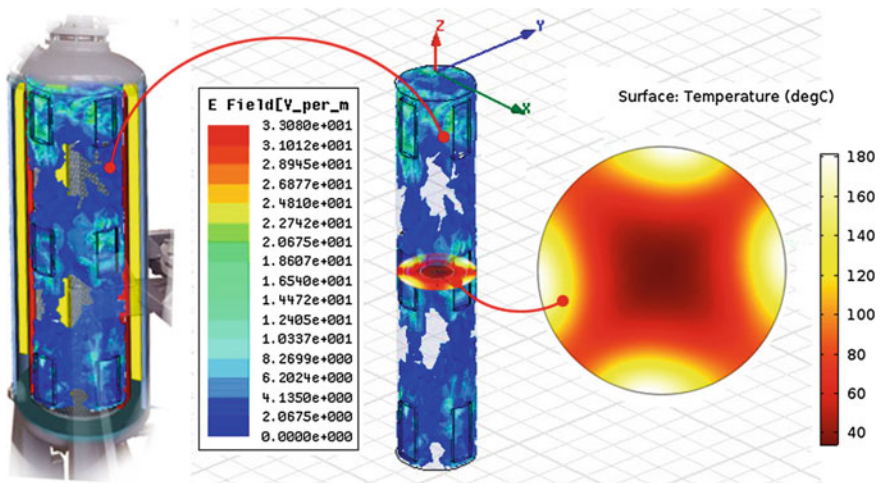 Z
Y
X
E Field[V_per_m
3.3080e+001
3.1012e+001
2.8945e+001
2.6877e+001
2.4810e+001
2.2742e+001
2.0675e+001
1.8607e+001
1.6540e+001
1.4472e+001
1.2405e+001
1.0337e+001
8.2699e+000
6.2024e+000
4.1350e+000
2.0675e+000
0.0000e+000
Surface: Temperature (degC)
180
160
140
120
100
80
60
40